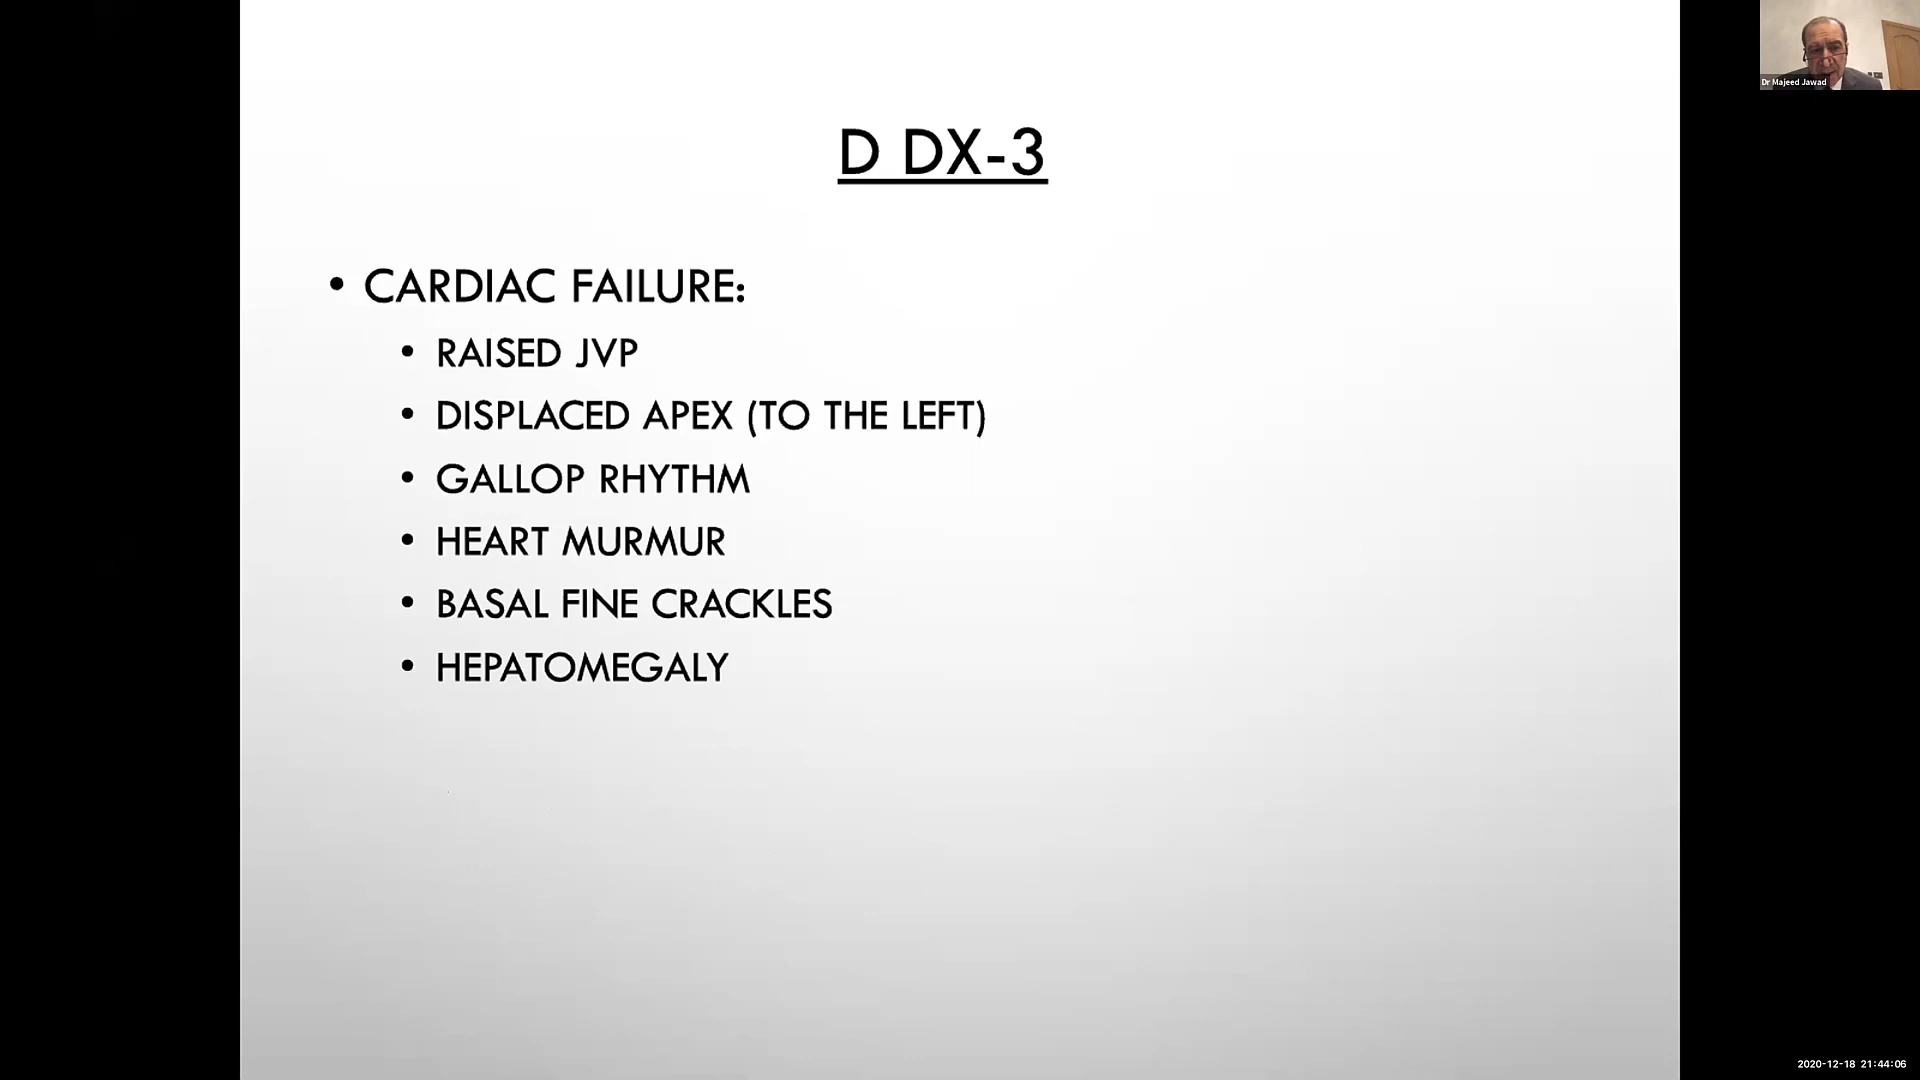 D DX-3
• CARDIAC FAILURE:
• RAISED JVP
• DISPLACED APEX (TO THE LEFT)
• GALLOP RHYTHM
• HEART MURMUR
• BASAL FINE CRACKLES
• HEPATOMEGALY
Dr Majeed Jawad
2020-12-18 21:44:06